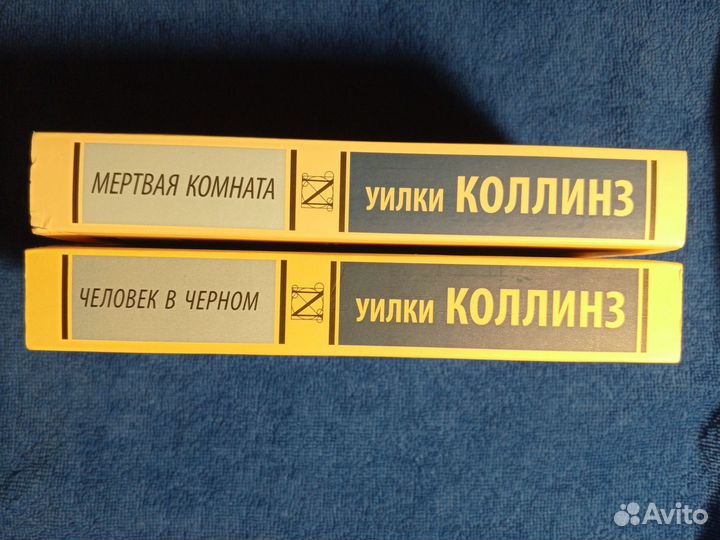 МЕРТВАЯ КОМНАТА
N
УИЛКИ КОЛЛИНЗ
ЧЕЛОВЕК В ЧЕРНОМ
N
УИЛКИ КОЛЛИНЗ
Avito